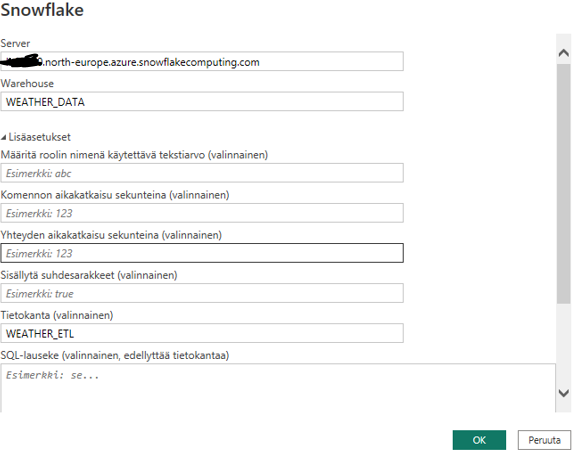 Snowflake
Server
.north-europe.azure.snowflakecomputing.com
Warehouse
WEATHER_DATA
Lisäasetukset
Määritä roolin nimenä käytettävä tekstiarvo (valinnainen)
Esimerkki: abc
Komennon aikakatkaisu sekunteina (valinnainen)
Esimerkki: 123
Yhteyden aikakatkaisu sekunteina (valinnainen)
Esimerkki: 123
Sisällytä suhdesarakkeet (valinnainen)
Esimerkki: true
Tietokanta (valinnainen)
WEATHER_ETL
SQL-lauseke (valinnainen, edellyttää tietokantaa)
Esimerkki: se...
OK
Peruuta